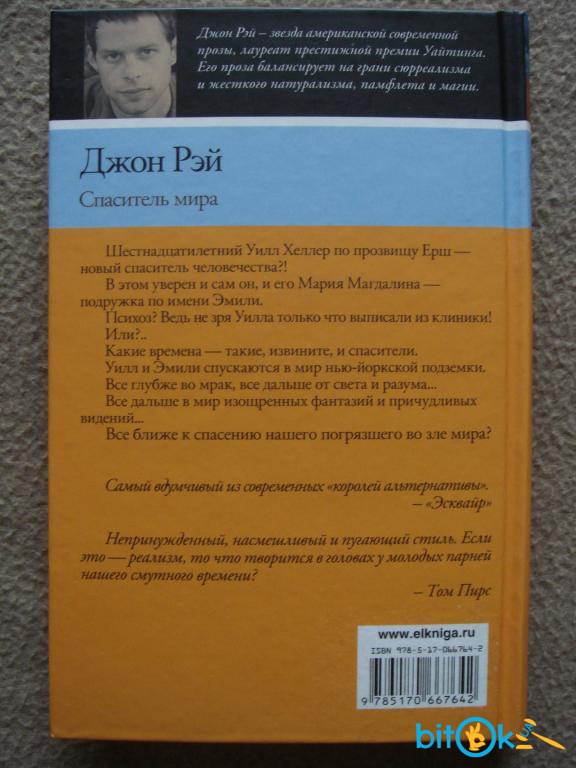 Джон Рэй – звезда американской современной
прозы, лауреат престижной премии Уайтинга.
Его проза балансирует на грани сюрреализма
и жесткого натурализма, памфлета и магии.
Джон Рэй
Спаситель мира
Шестнадцатилетний Уилл Хеллер по прозвищу Ерш —
новый спаситель человечества?!
В этом уверен и сам он, и его Мария Магдалина —
подружка по имени Эмили.
Психоз? Ведь не зря Уилла только что выписали из клиники!
Или?..
Какие времена — такие, извините, и спасители.
Уилл и Эмили спускаются в мир нью-йоркской подземки.
Все глубже во мрак, все дальше от света и разума...
Все дальше в мир изощренных фантазий и причудливых
видений...
Все ближе к спасению нашего погрязшего во зле мира?
Самый вдумчивый из современных «королей альтернативы».
– «Эсквайр»
Непринужденный, насмешливый и пугающий стиль. Если
это — реализм, то что творится в головах у молодых парней
нашего смутного времени?
– Том Пирс
www.elkniga.ru
ISBN 978-5-17-066764-2
9 785170 667642
bitok.ua